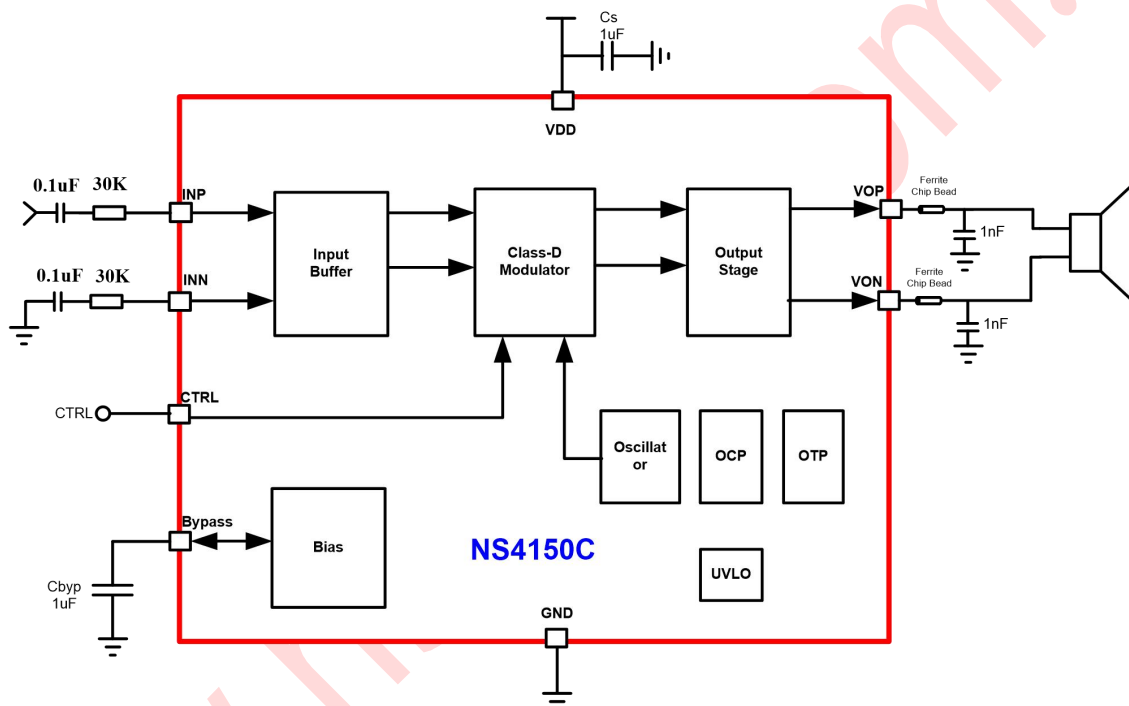 Cs
1uF
VDD
0.1uF 30K
INP
VOP
Ferrite
Chip Bead
1nF
Input
Buffer
Class-D
Modulator
Output
Stage
0.1uF 30K
INN
VON
Ferrite
Chip Bead
1nF
CTRL
CTRL
Oscillat
or
OCP
OTP
Bypass
Bias
NS4150C
UVLO
Cbyp
1uF
GND